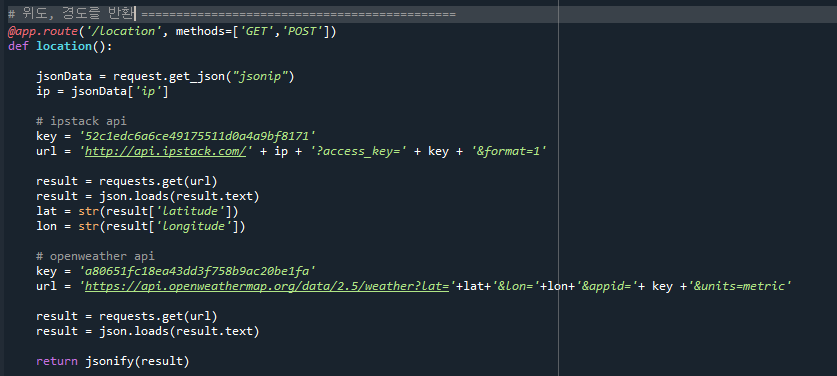 # 위도, 경도를 반환 ============================================
@app.route('/location', methods=['GET','POST'])
def location():
jsonData = request.get_json("jsonip")
ip = jsonData['ip']
# ipstack api
key = '52c1edc6a6ce49175511d0a4a9bf8171'
url = 'http://api.ipstack.com/' + ip + '?access_key=' + key + '&format=1'
result = requests.get(url)
result = json.loads(result.text)
lat = str(result['latitude'])
lon = str(result['longitude'])
# openweather api
key = 'a80651fc18ea43dd3f758b9ac20be1fa'
url = 'https://api.openweathermap.org/data/2.5/weather?lat='+lat+'&lon='+lon+'&appid='+ key +'&units=metric'
result = requests.get(url)
result = json.loads(result.text)
return jsonify(result)